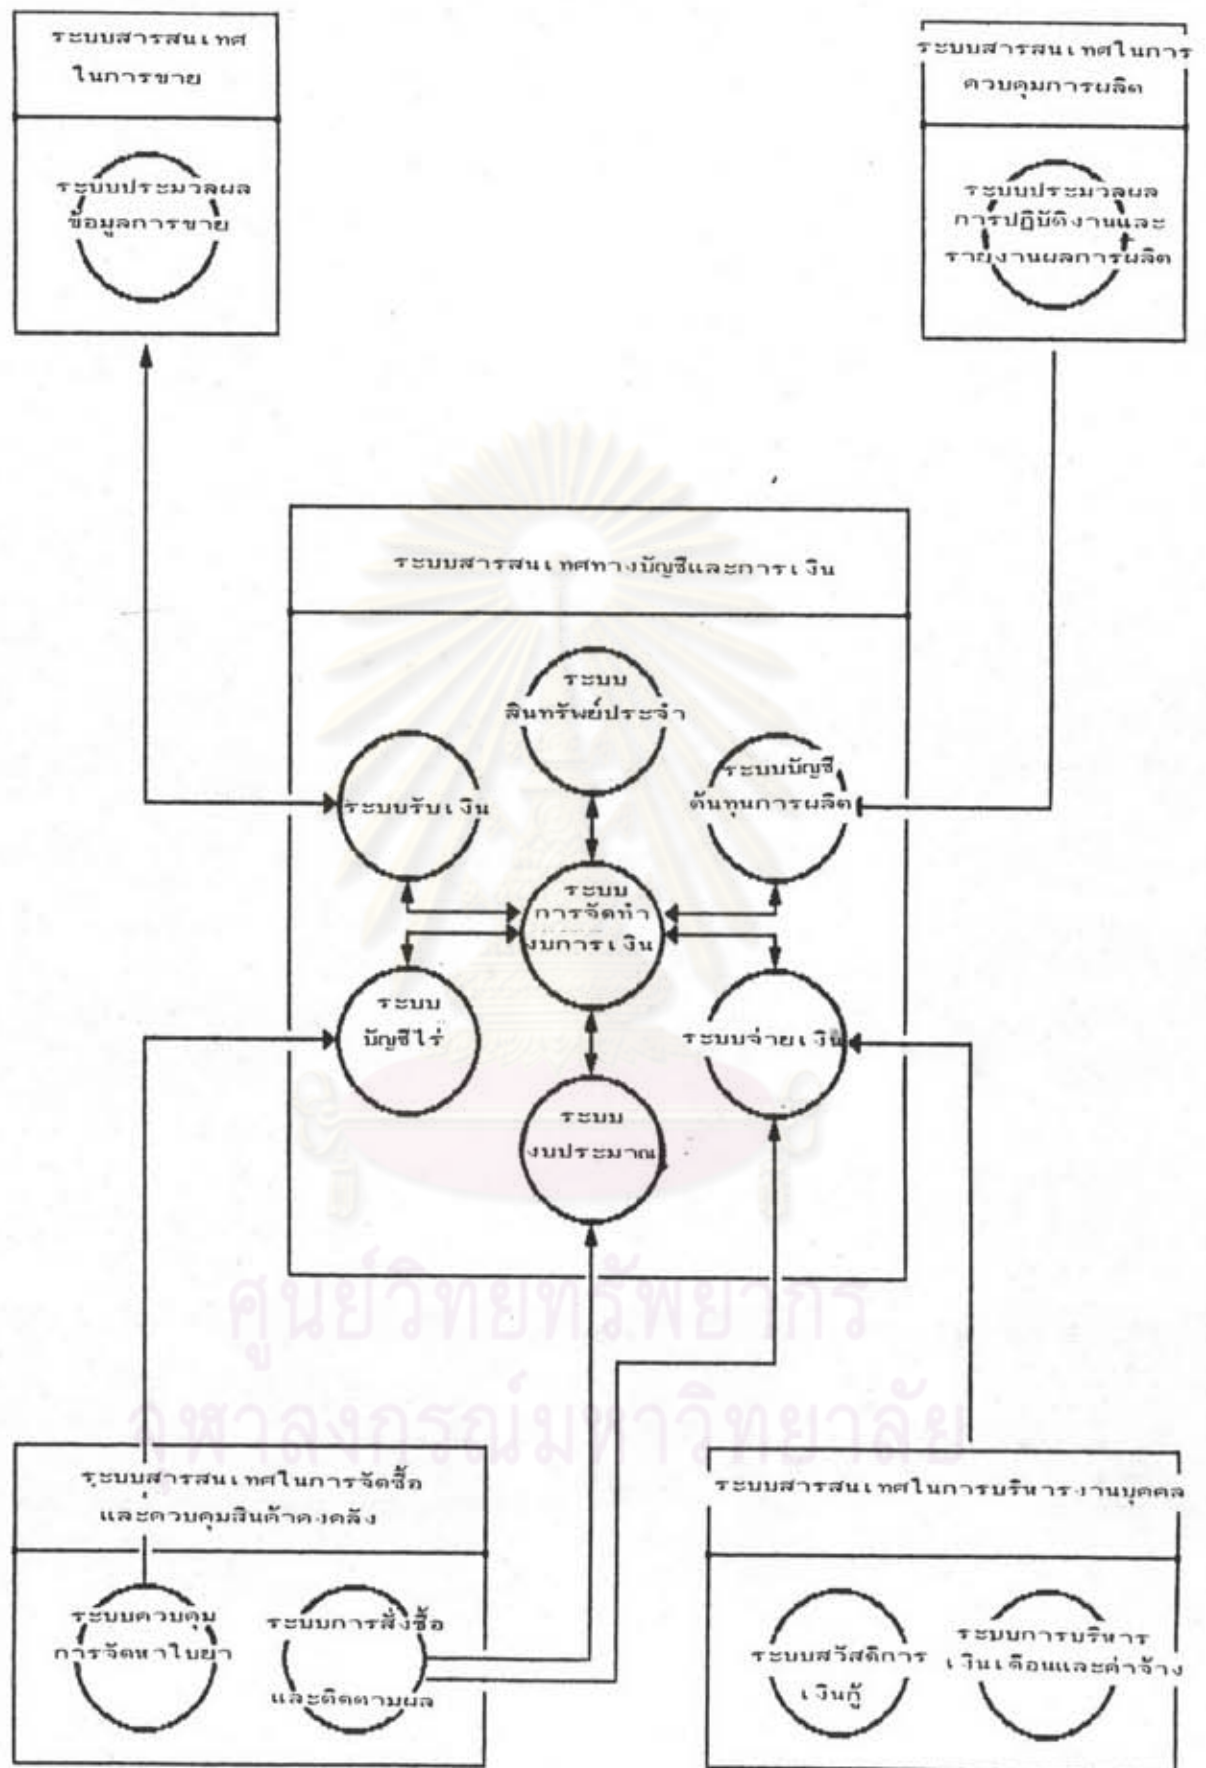 ระบบสารสนเทศ
ในการขาย
ระบบประมวลผล
ข้อมูลการขาย
ระบบสารสนเทศในการ
ควบคุมการผลิต
ระบบประมวลผล
การปฏิบัติงานและ
รายงานผลการผลิต
ระบบสารสนเทศทางบัญชีและการเงิน
ระบบ
สินทรัพย์ประจำ
ระบบรับเงิน
ระบบบัญชี
ต้นทุนการผลิต
ระบบ
การจัดทำ
งบการเงิน
ระบบ
บัญชีไร่
ระบบจ่ายเงิน
ระบบ
งบประมาณ
ศูนย์วิทยทรัพยากร
จุฬาลงกรณ์มหาวิทยาลัย
ระบบสารสนเทศในการจัดซื้อ
และควบคุมสินค้าคงคลัง
ระบบควบคุม
การจัดหาใบยา
ระบบการสั่งซื้อ
และติดตามผล
ระบบสารสนเทศในการบริหารงานบุคคล
ระบบสวัสดิการ
เงินกู้
ระบบการบริหาร
เงินเดือนและค่าจ้าง